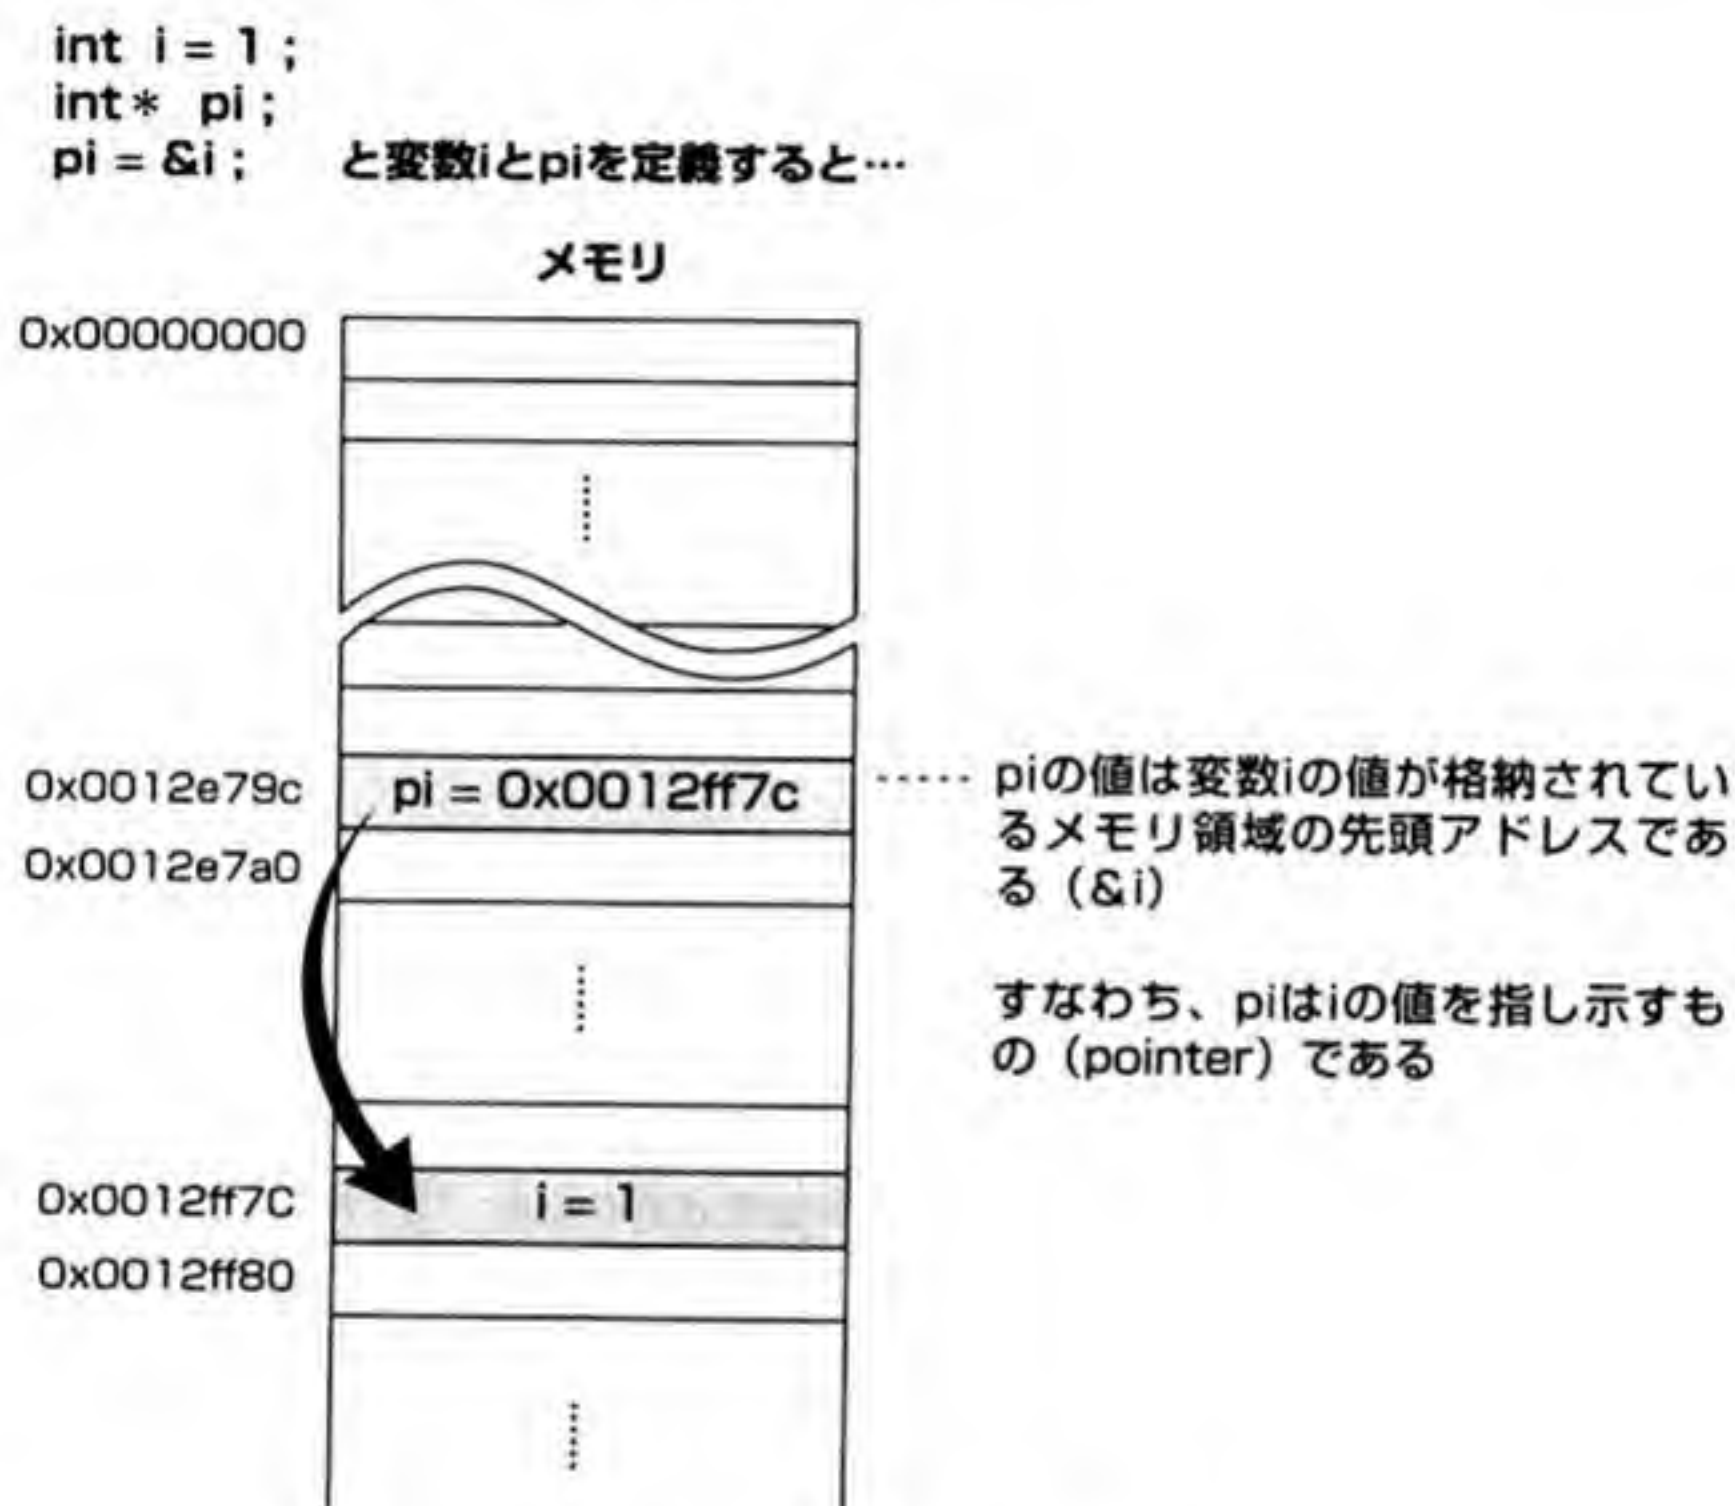 int i = 1 ;
int* pi ;
pi = &i ; と変数iとpiを定義すると…
メモリ
0x00000000
0x0012e79c pi = 0x0012ff7c
piの値は変数iの値が格納されてい
るメモリ領域の先頭アドレスであ
る（&i）
0x0012e7a0
すなわち、piはiの値を指し示すも
の（pointer）である
0x0012ff7C i = 1
0x0012ff80